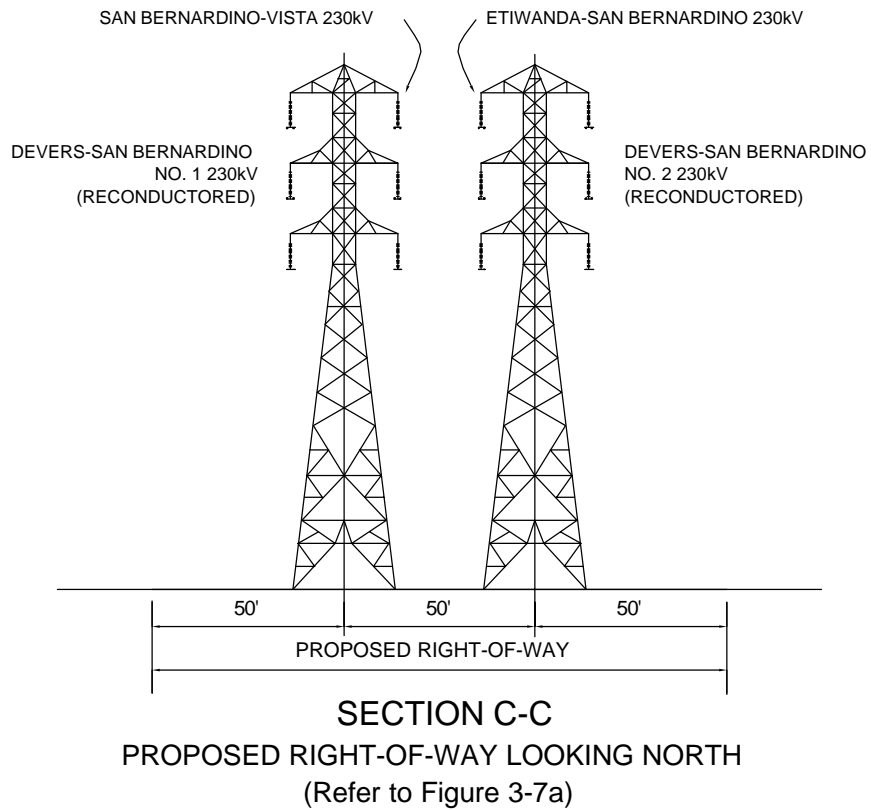 SAN BERNARDINO-VISTA 230kV
ETIWANDA-SAN BERNARDINO 230kV
DEVERS-SAN BERNARDINO
NO. 1 230kV
(RECONDUCTORED)
DEVERS-SAN BERNARDINO
NO. 2 230kV
(RECONDUCTORED)
50' 50' 50'
PROPOSED RIGHT-OF-WAY
SECTION C-C
PROPOSED RIGHT-OF-WAY LOOKING NORTH
(Refer to Figure 3-7a)